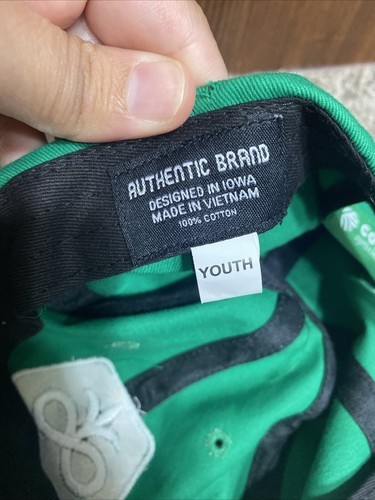 AUTHENTIC BRAND
DESIGNED IN IOWA
MADE IN VIETNAM
100% COTTON
YOUTH